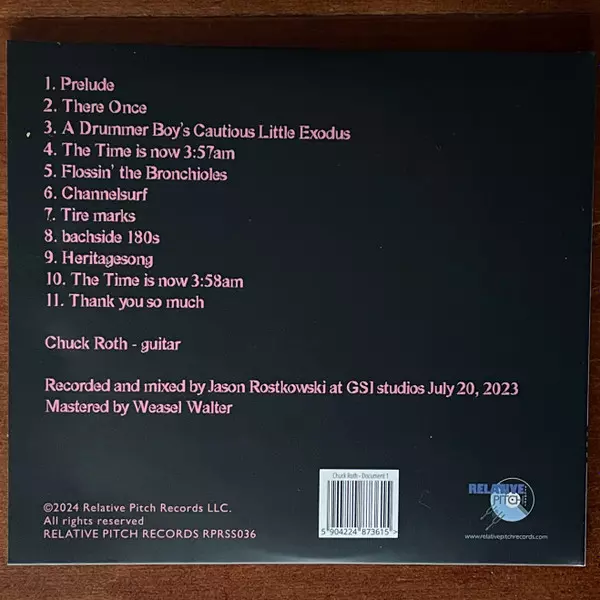 1. Prelude
2. There Once
3. A Drummer Boy's Cautious Little Exodus
4. The Time is now 3:57am
5. Flossin' the Bronchioles
6. Channelsurf
7. Tire marks
8. bachside 180s
9. Heritagesong
10. The Time is now 3:58am
11. Thank you so much
Chuck Roth - guitar
Recorded and mixed by Jason Rostkowski at GSI studios July 20, 2023
Mastered by Weasel Walter
©2024 Relative Pitch Records LLC.
All rights reserved
RELATIVE PITCH RECORDS RPRSS036
Chuck Roth - Document 1
5 904224 873615 >
RELATIVE
PITCH
www.relativepitchrecords.com